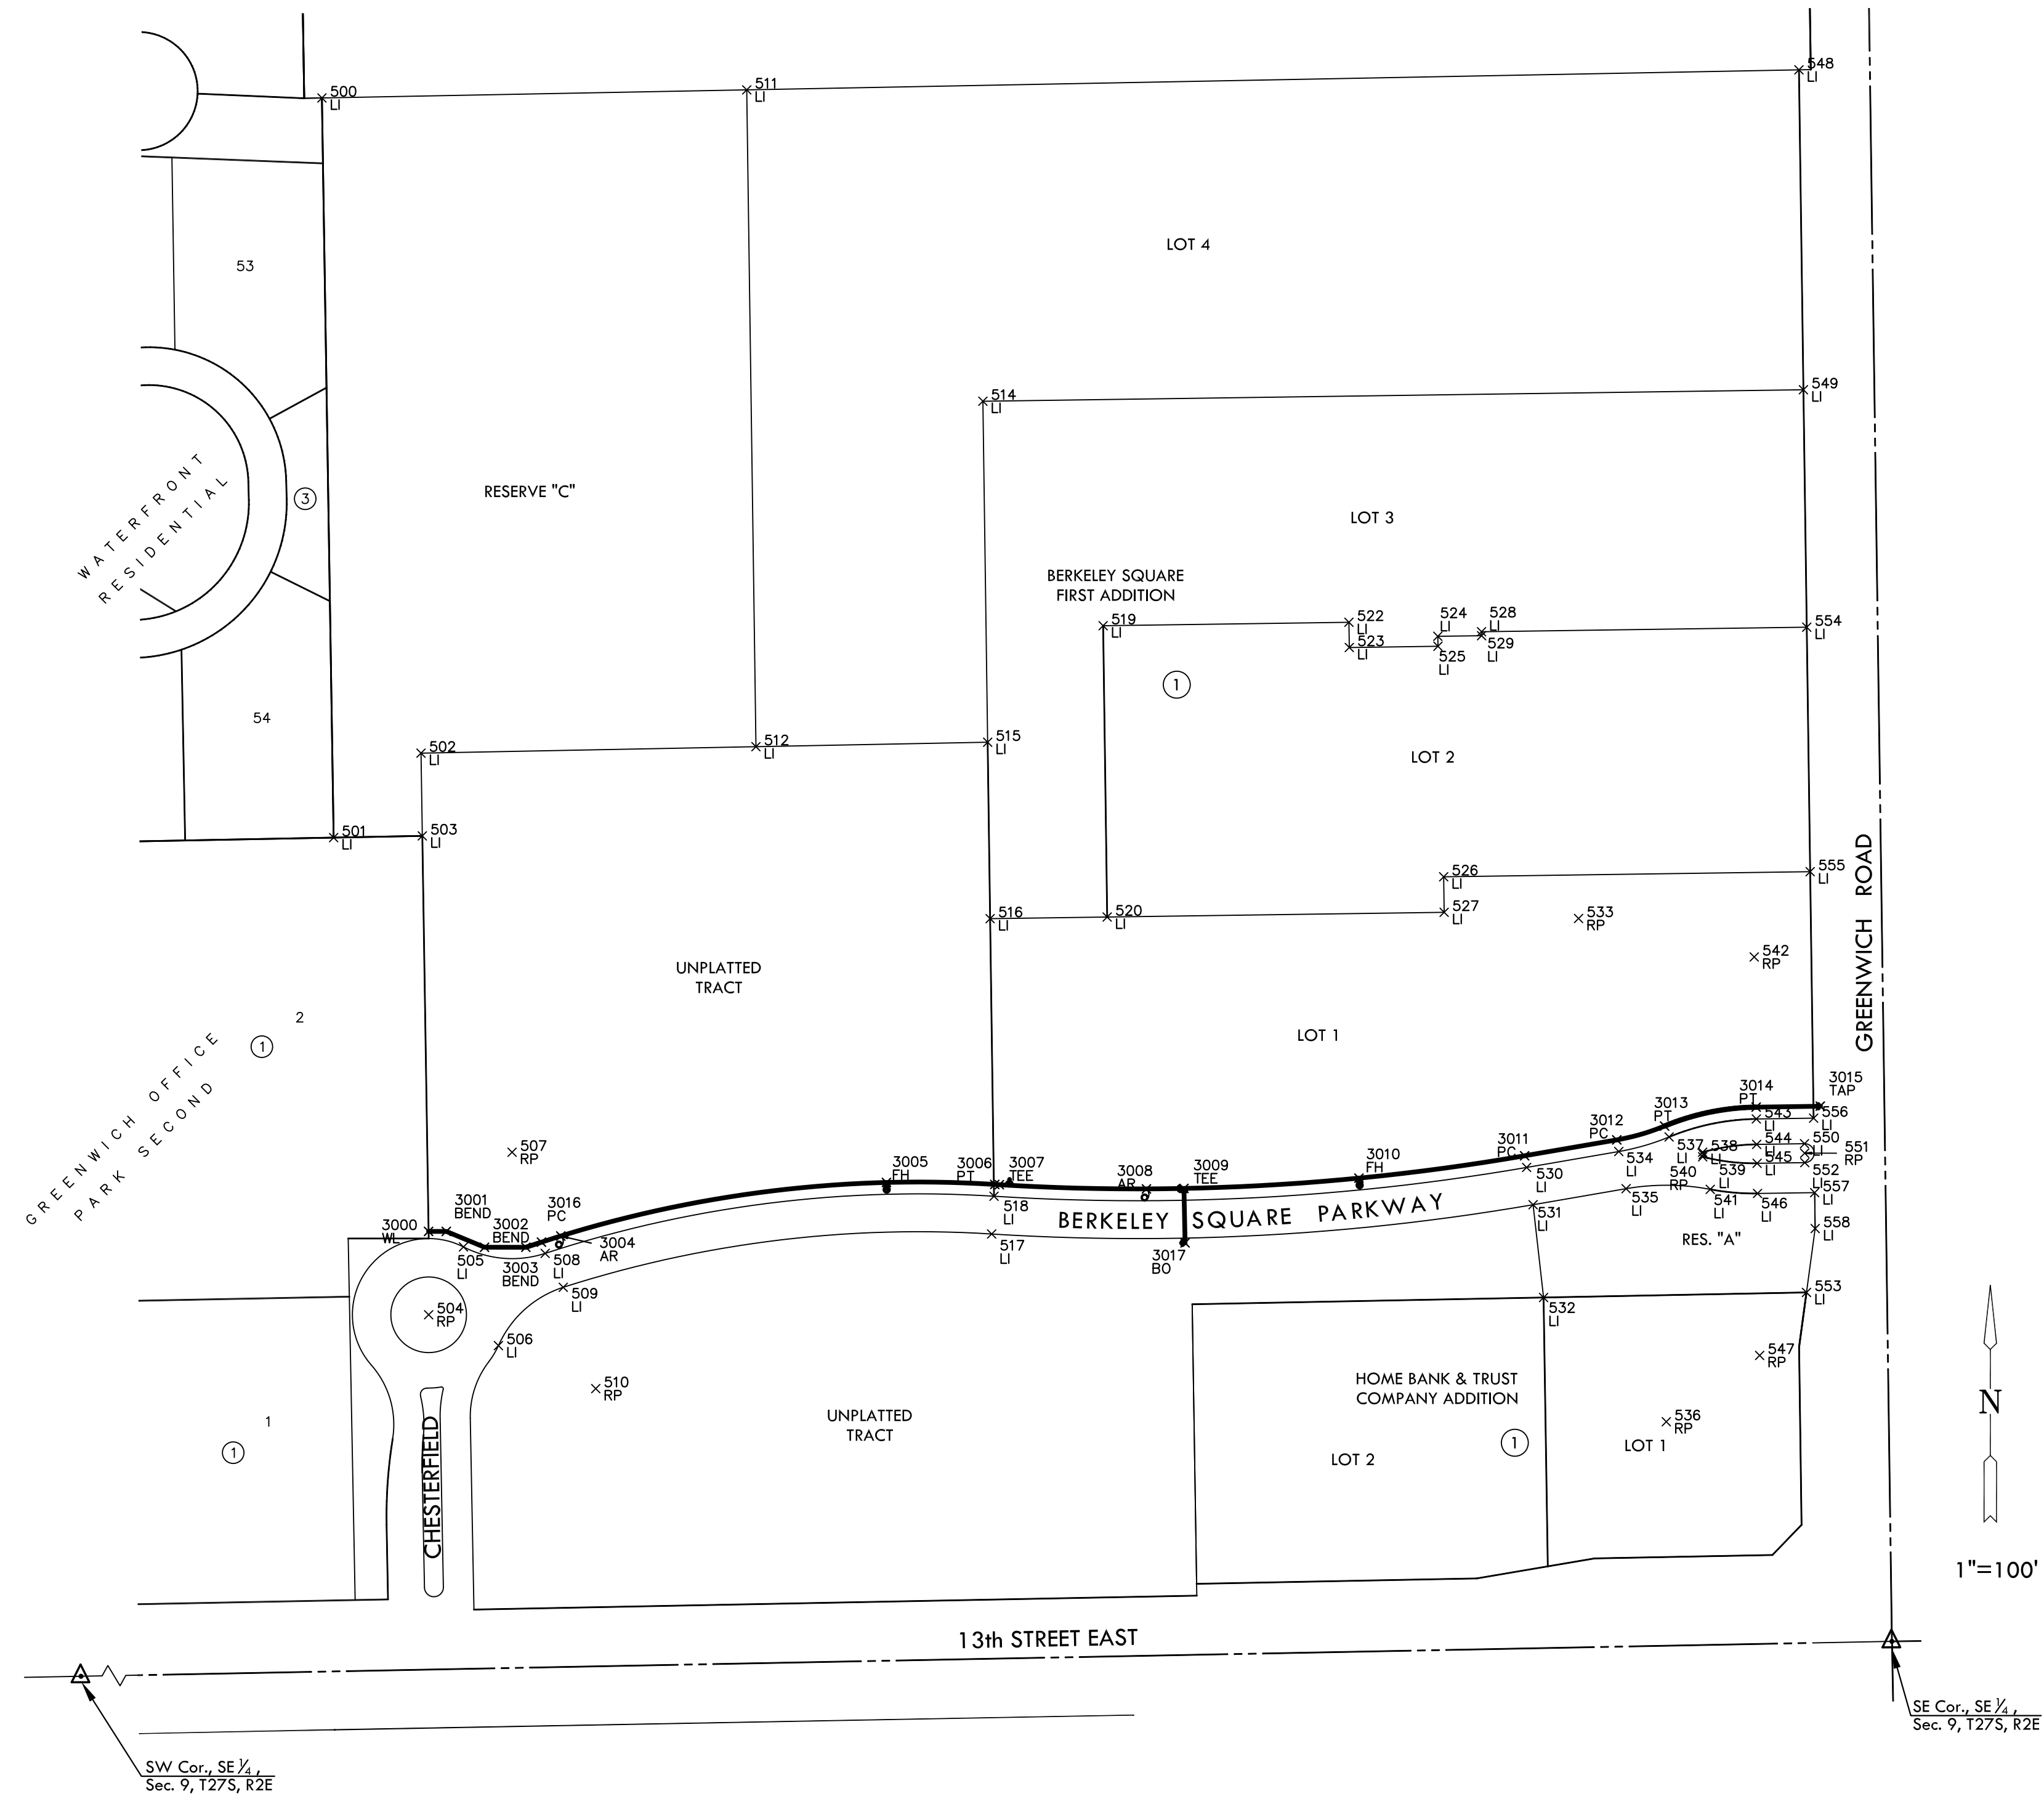 548
LI
511
LI
500
LI
LOT 4
53
549
LI
514
LI
WATERFRONT
RESIDENTIAL
3
RESERVE "C"
LOT 3
BERKELEY SQUARE
FIRST ADDITION
519
LI
522
LI
523
LI
524
LI
525
LI
528
LI
529
LI
554
LI
1
54
502
LI
512
LI
515
LI
LOT 2
501
LI
503
LI
555
LI
526
LI
527
LI
516
LI
520
LI
533
RP
GREENWICH ROAD
542
RP
UNPLATTED
TRACT
2
1
GREENWICH OFFICE
PARK SECOND
LOT 1
3015
TAP
3014
PT
543
LI
556
LI
3013
PT
3012
PC
3011
PC
3010
FH
537
LI
538
LI
544
LI
550
LI
551
RP
545
LI
552
LI
539
LI
540
RP
534
LI
530
LI
507
RP
3005
FH
3006
PT
3007
TEE
3008
AR
3009
TEE
535
LI
541
LI
546
LI
557
LI
558
LI
531
LI
RES. "A"
518
LI
BERKELEY SQUARE PARKWAY
3000
WL
3001
BEND
3002
BEND
3016
PC
3004
AR
3003
BEND
505
LI
508
LI
517
LI
3017
BO
509
LI
504
RP
506
LI
532
LI
553
LI
547
RP
510
RP
HOME BANK & TRUST
COMPANY ADDITION
536
RP
N
UNPLATTED
TRACT
1
1
CHESTERFIELD
LOT 2
1
LOT 1
1"=100'
13th STREET EAST
SE Cor., SE ¼,
Sec. 9, T27S, R2E
SW Cor., SE ¼,
Sec. 9, T27S, R2E